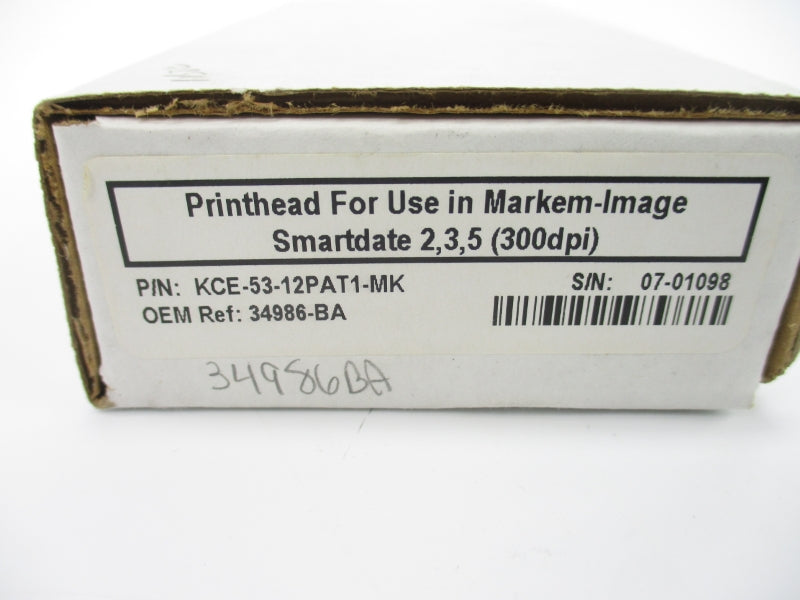 Printhead For Use in Markem-Image
Smartdate 2,3,5 (300dpi)
P/N: KCE-53-12PAT1-MK
S/N: 07-01098
OEM Ref: 34986-BA
34986BA